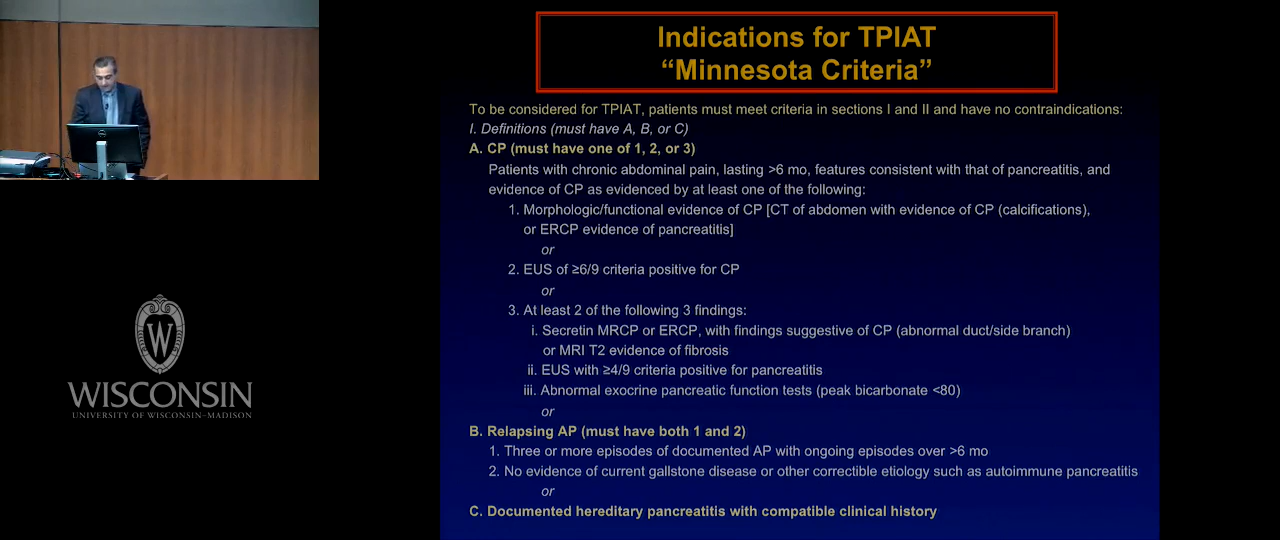 Indications for TPIAT
“Minnesota Criteria”
To be considered for TPIAT, patients must meet criteria in sections I and II and have no contraindications:
I. Definitions (must have A, B, or C)
A. CP (must have one of 1, 2, or 3)
Patients with chronic abdominal pain, lasting >6 mo, features consistent with that of pancreatitis, and
evidence of CP as evidenced by at least one of the following:
1. Morphologic/functional evidence of CP [CT of abdomen with evidence of CP (calcifications),
or ERCP evidence of pancreatitis]
or
2. EUS of ≥6/9 criteria positive for CP
or
3. At least 2 of the following 3 findings:
i. Secretin MRCP or ERCP, with findings suggestive of CP (abnormal duct/side branch)
or MRI T2 evidence of fibrosis
ii. EUS with ≥4/9 criteria positive for pancreatitis
iii. Abnormal exocrine pancreatic function tests (peak bicarbonate <80)
or
B. Relapsing AP (must have both 1 and 2)
1. Three or more episodes of documented AP with ongoing episodes over >6 mo
2. No evidence of current gallstone disease or other correctible etiology such as autoimmune pancreatitis
or
C. Documented hereditary pancreatitis with compatible clinical history
W
WISCONSIN
UNIVERSITY OF WISCONSIN–MADISON